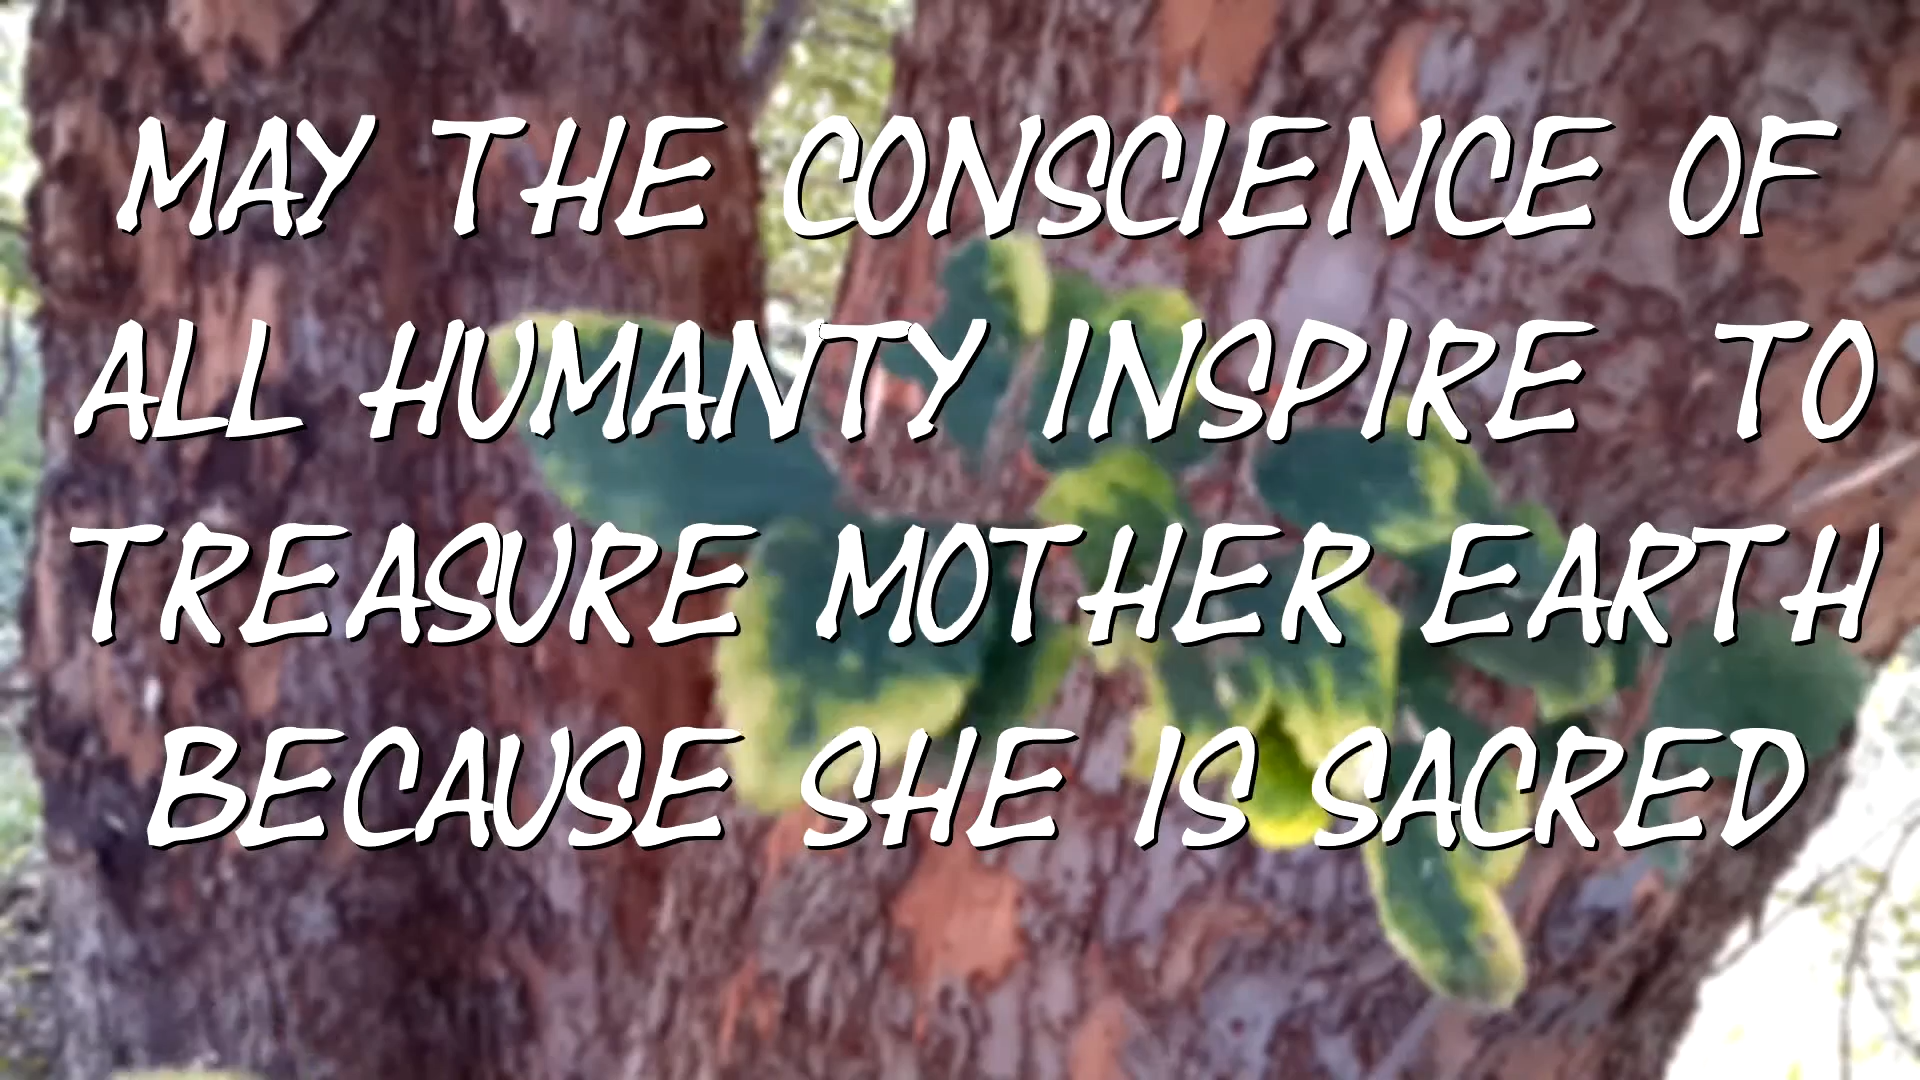 MAY THE CONSCIENCE OF
ALL HUMANTY INSPIRE TO
TREASURE MOTHER EARTH
BECAUSE SHE IS SACRED